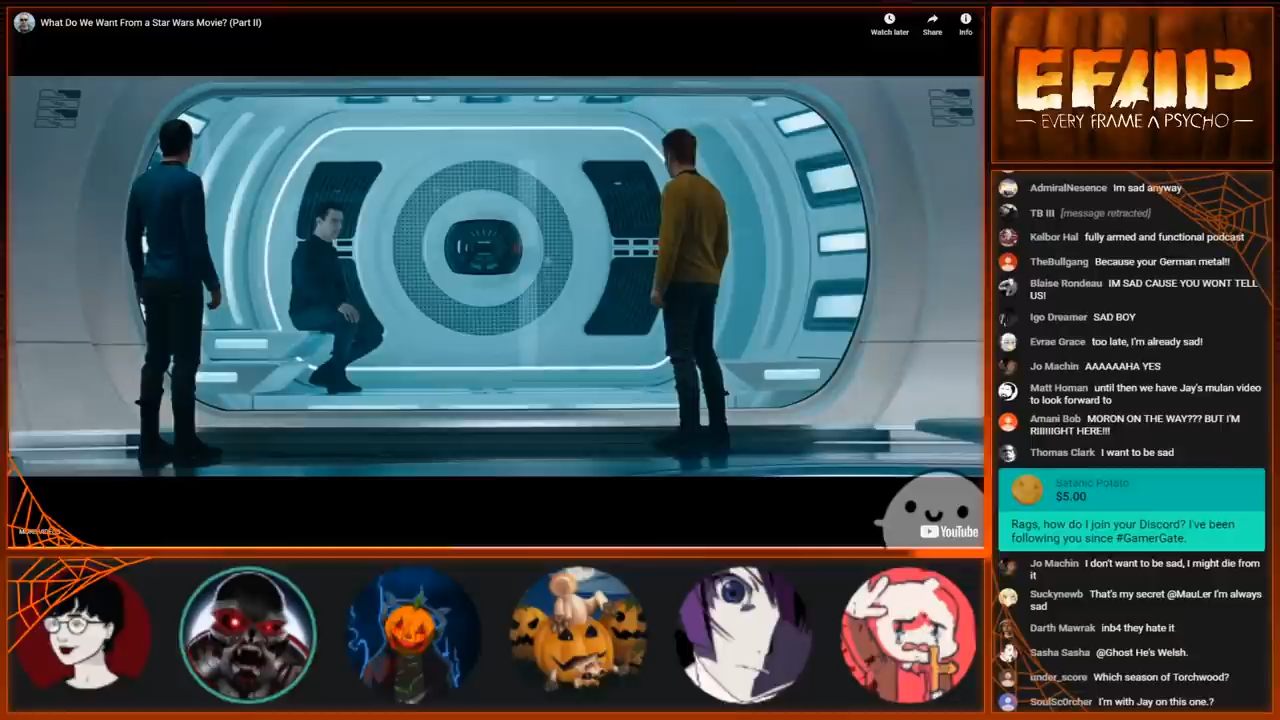 What Do We Want From a Star Wars Movie? (Part II)
Watch later
Share
Info
YouTube
EFAP
EVERY FRAME A PSYCHO
AdmiralNesence Im sad anyway
TB III [message retracted]
Kelbor Hal fully armed and functional podcast
TheBullgang Because your German metal!!
Blaise Rondeau IM SAD CAUSE YOU WONT TELL
US!
Igo Dreamer SAD BOY
Evrae Grace too late, I'm already sad!
Jo Machin AAAAAAHA YES
Matt Homan until then we have Jay's mulan video
to look forward to
Amani Bob MORON ON THE WAY??? BUT I'M
RIIIIIIGHT HERE!!!
Thomas Clark I want to be sad
Satanic Potato
$5.00
Rags, how do I join your Discord? I've been
following you since #GamerGate.
Jo Machin I don't want to be sad, I might die from
it
Suckynewb That's my secret @MauLer I'm always
sad
Darth Mawrak inb4 they hate it
Sasha Sasha @Ghost He's Welsh.
under_score Which season of Torchwood?
SoulSc0rcher I'm with Jay on this one.?